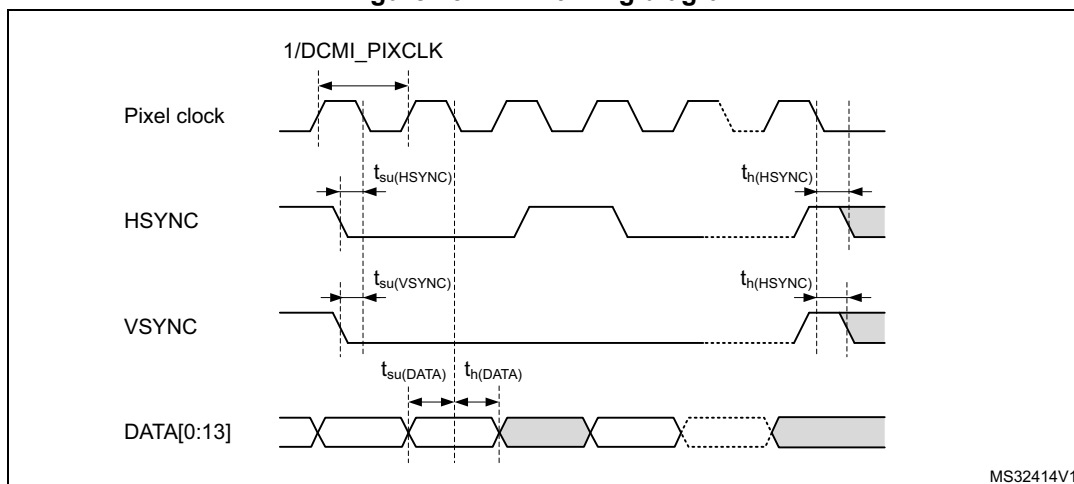 1/DCMI_PIXCLK
Pixel clock
tsu(HSYNC) th(HSYNC)
HSYNC
tsu(VSYNC) th(HSYNC)
VSYNC
tsu(DATA) th(DATA)
DATA[0:13]
MS32414V1